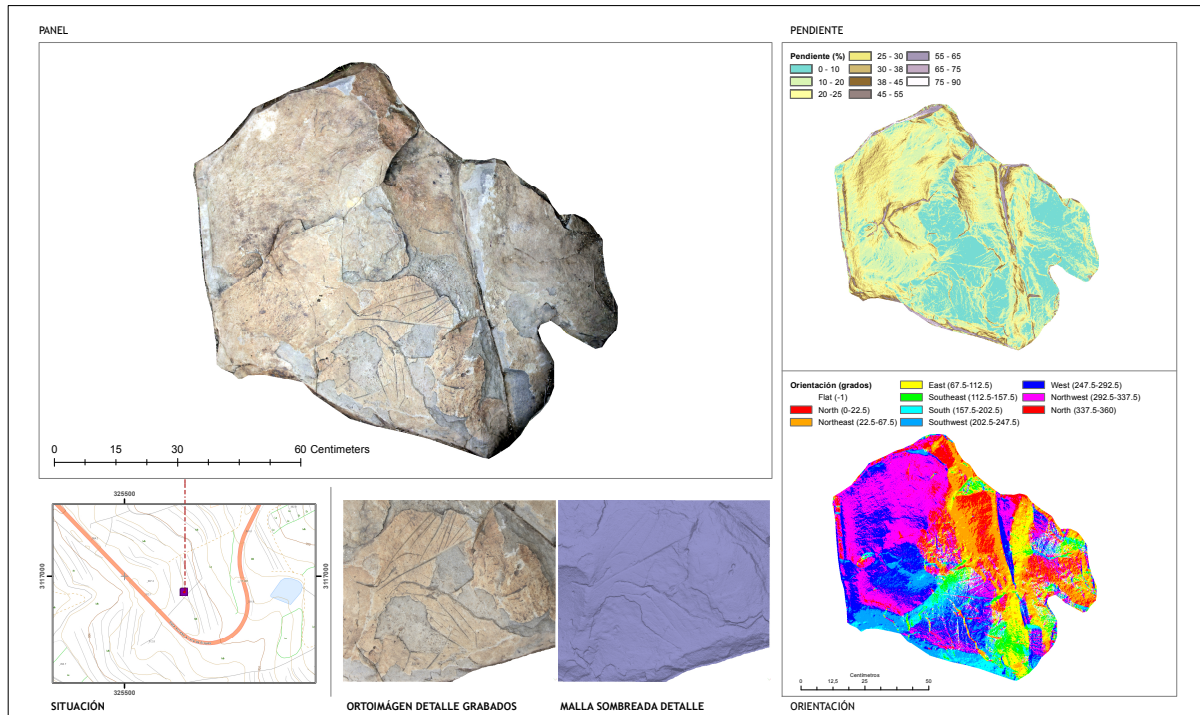 PANEL
0 15 30 60 Centimeters
PENDIENTE
Pendiente (%)
0 - 10
10 - 20
20 -25
25 - 30
30 - 38
38 - 45
45 - 55
55 - 65
65 - 75
75 - 90
Orientación (grados)
Flat (-1)
North (0-22.5)
Northeast (22.5-67.5)
East (67.5-112.5)
Southeast (112.5-157.5)
South (157.5-202.5)
Southwest (202.5-247.5)
West (247.5-292.5)
Northwest (292.5-337.5)
North (337.5-360)
Centímetros
0 12,5 25 50
325500
3117000
3117000
325500
SITUACIÓN
ORTOIMÁGEN DETALLE GRABADOS
MALLA SOMBREADA DETALLE
ORIENTACIÓN